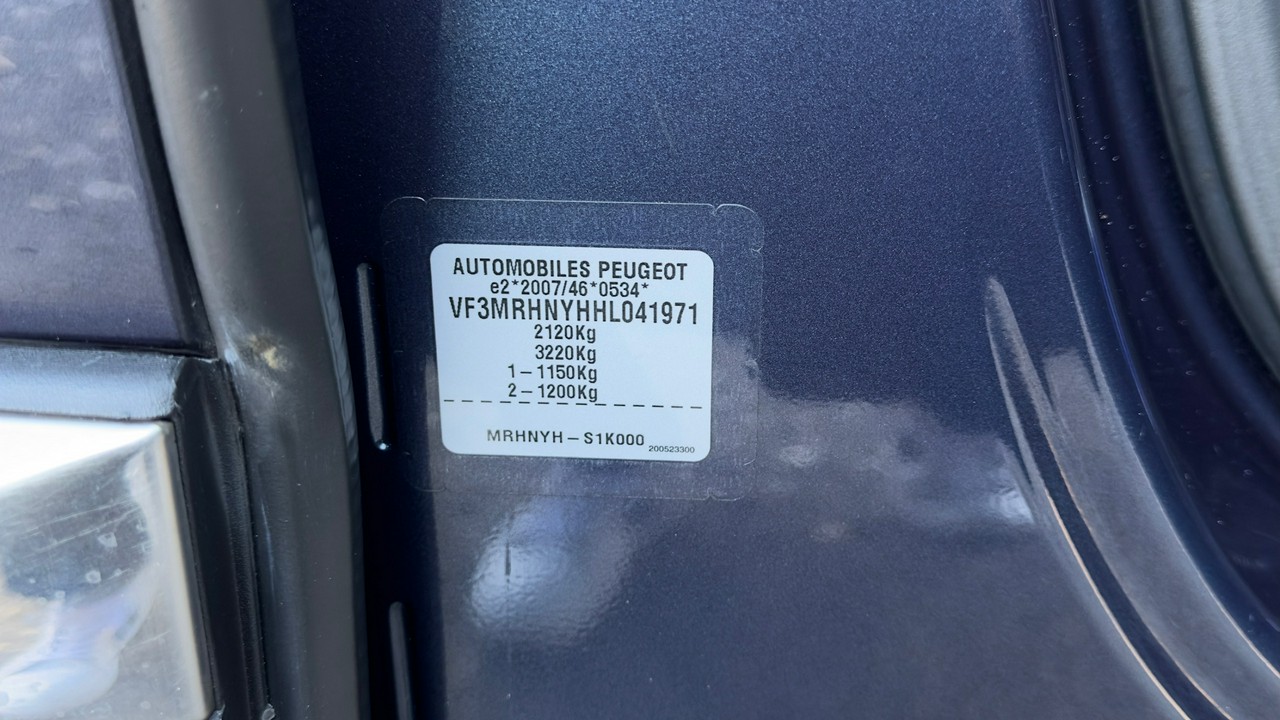 AUTOMOBILES PEUGEOT
e2*2007/46*0534*
VF3MRHNYHHL041971
2120Kg
3220Kg
1 – 1150Kg
2 – 1200Kg
MRHNYH – S1K000
200523300